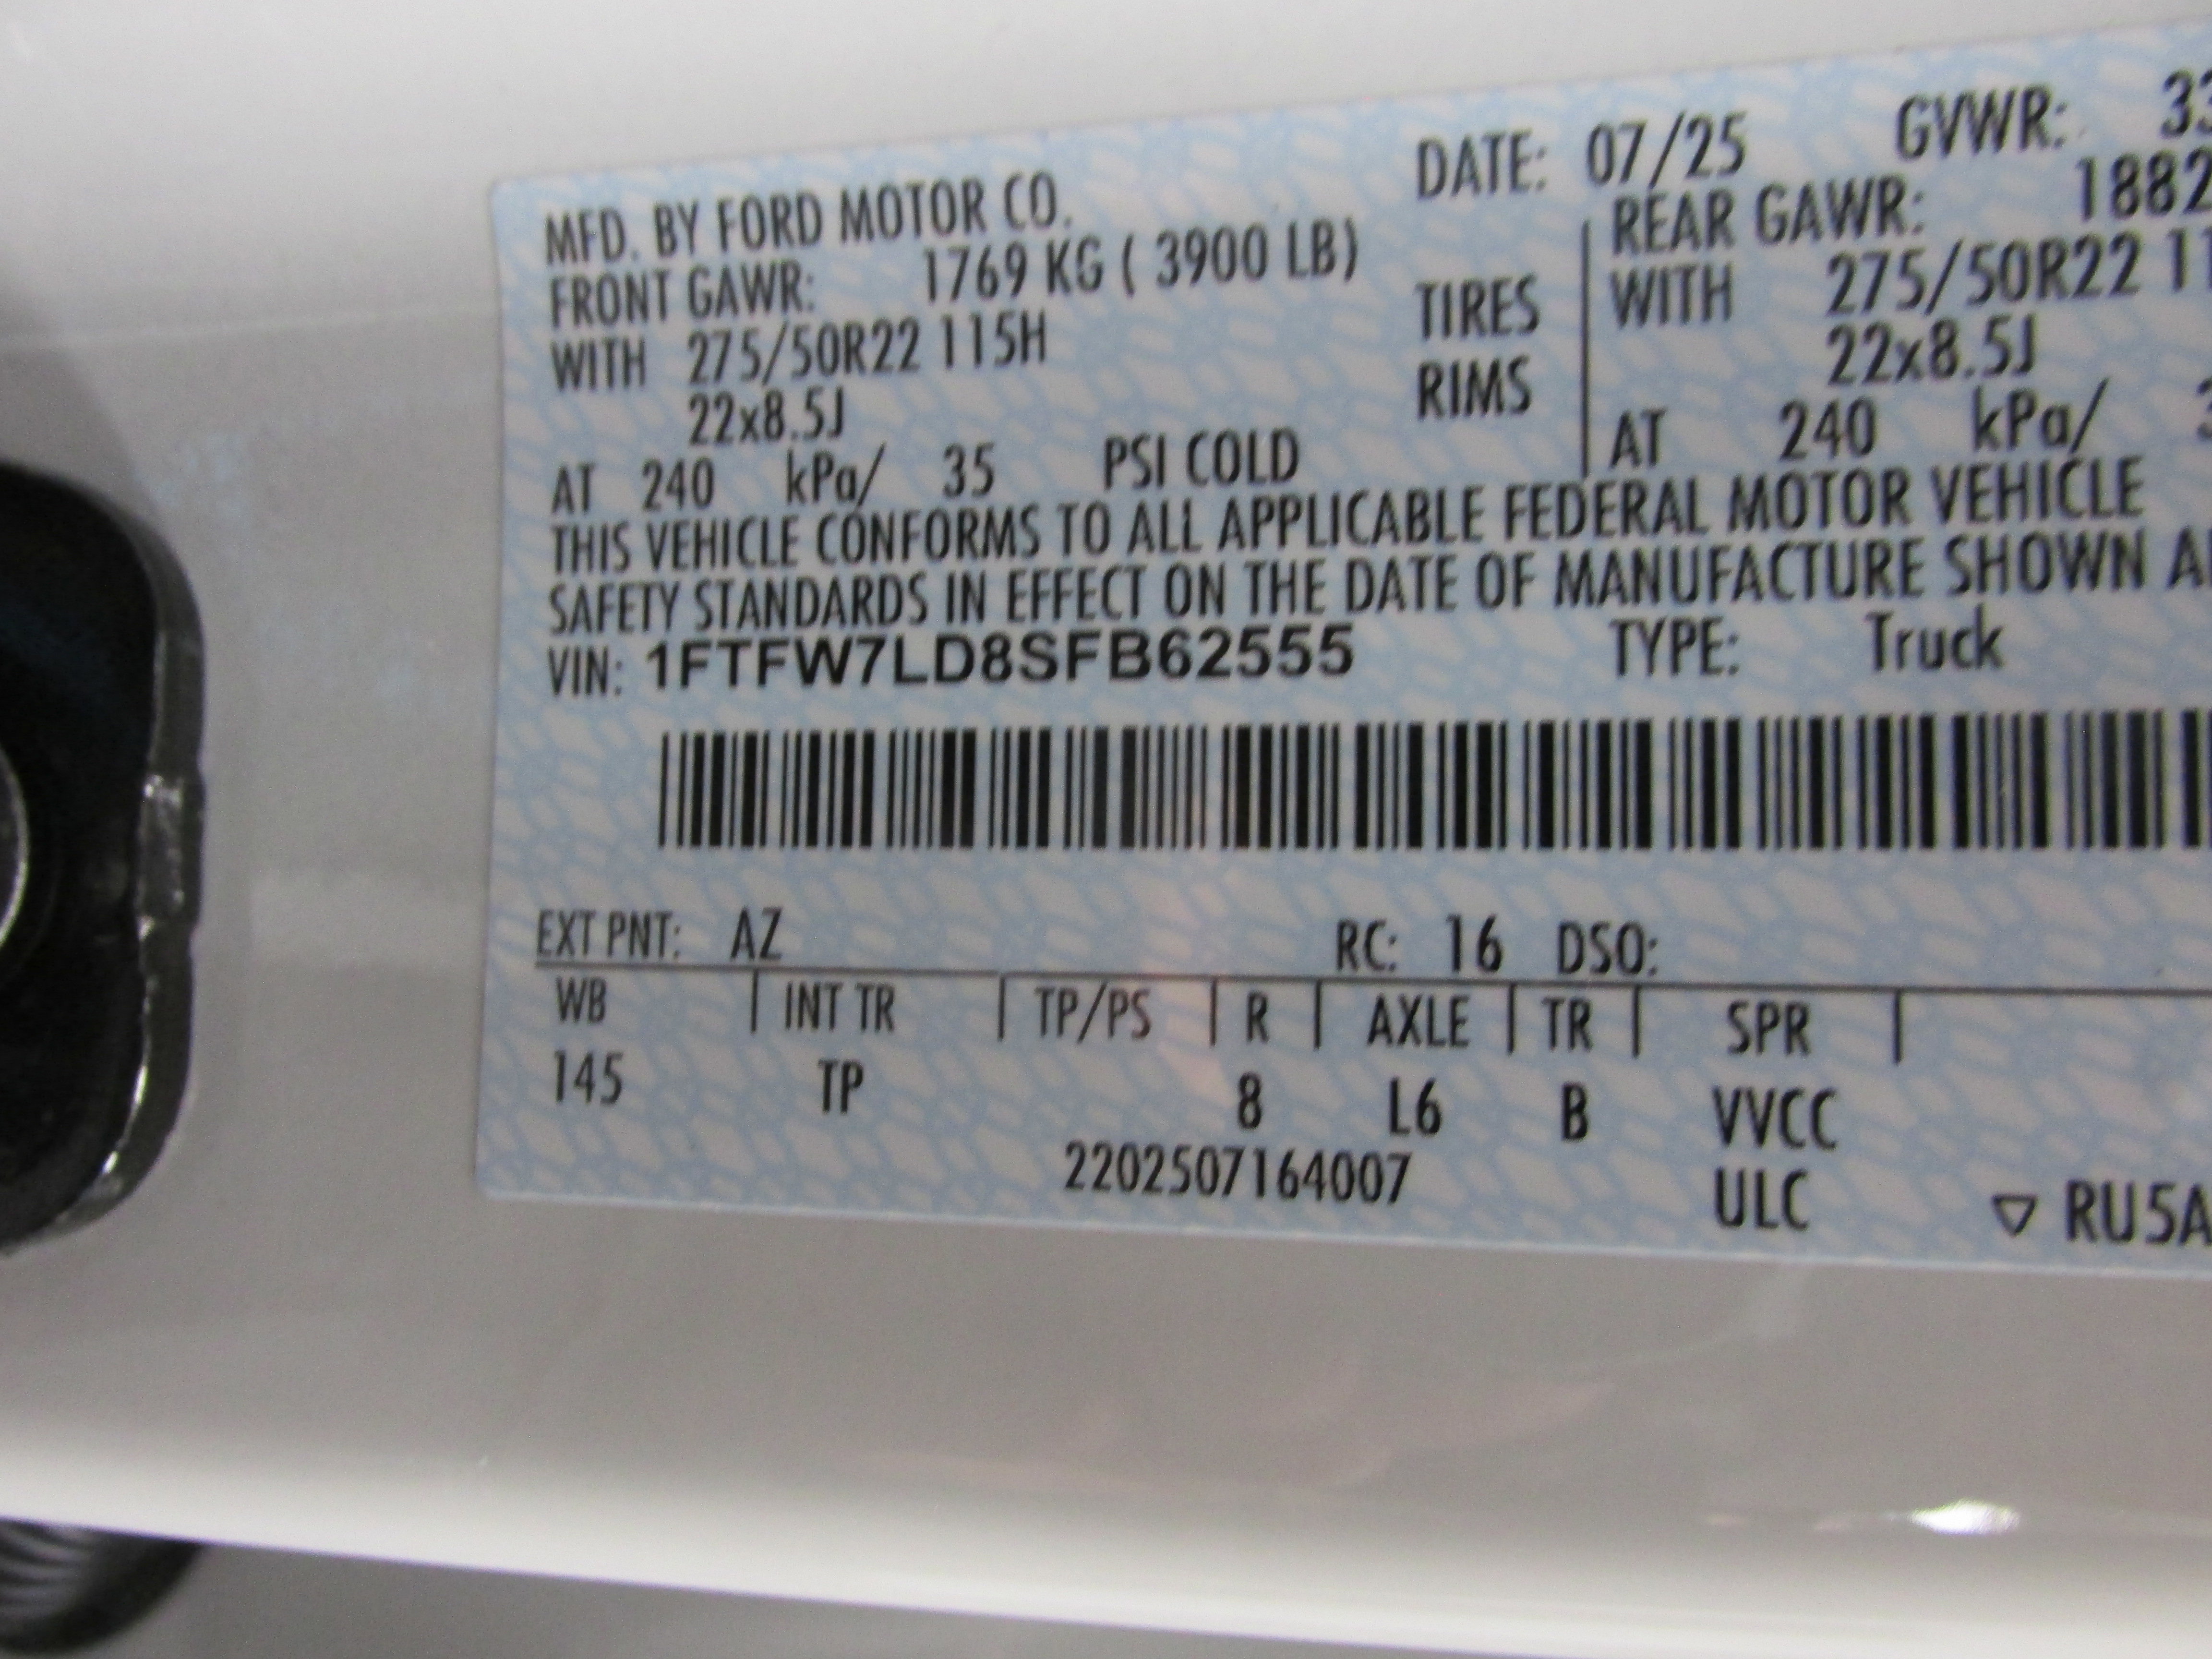 MFD. BY FORD MOTOR CO. DATE: 07/25 GVWR:
FRONT GAWR: 1769 KG ( 3900 LB) REAR GAWR: 1882
WITH 275/50R22 115H TIRES WITH 275/50R22
22x8.5J RIMS 22x8.5J
AT 240 kPa/ 35 PSI COLD AT 240 kPa/
THIS VEHICLE CONFORMS TO ALL APPLICABLE FEDERAL MOTOR VEHICLE
SAFETY STANDARDS IN EFFECT ON THE DATE OF MANUFACTURE SHOWN
VIN: 1FTFW7LD8SFB62555 TYPE: Truck
EXT PNT: AZ RC: 16 DSO:
WB INT TR TP/PS R AXLE TR SPR
145 TP 8 L6 B VVCC
2202507164007 ULC ▽ RU5A